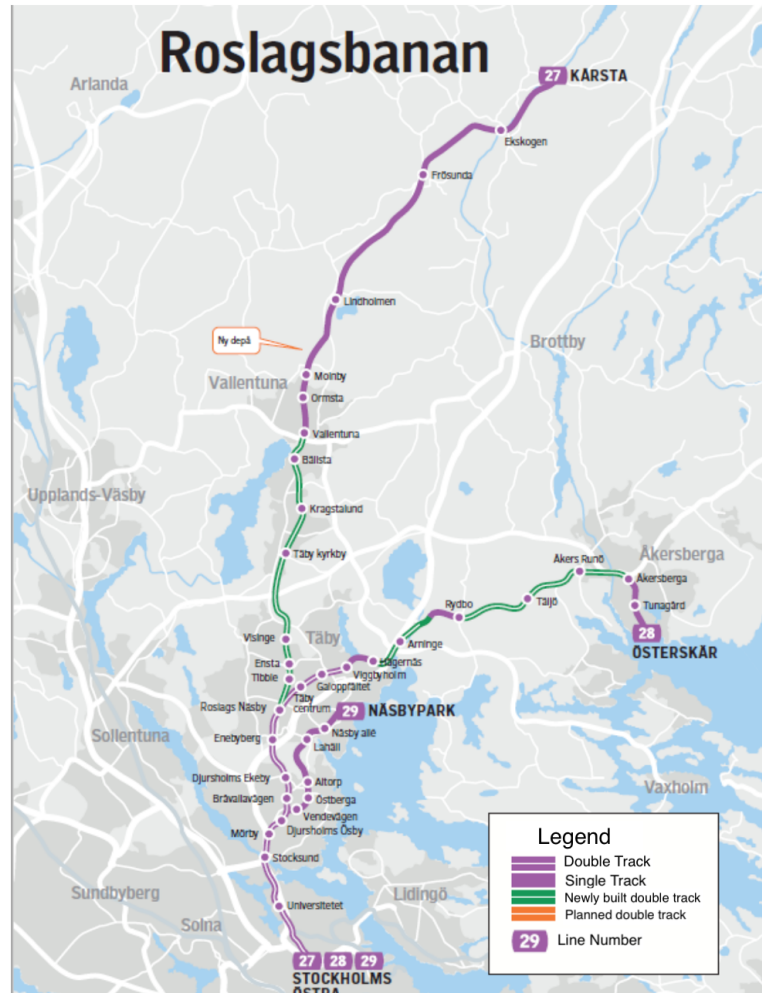 Roslagsbanan
27 KÅRSTA
Arlanda
Ekskogen
Frösunda
Lindholmen
Ny depå
Brottby
Molnby
Vallentuna
Ormsta
Vallentuna
Bällsta
Upplands-Väsby
Kragstalund
Täby kyrkby
Åkers Runö
Åkersberga
Åkersberga
Rydbo
Täljö
Tunagård
28
ÖSTERSKÄR
Visinge
Täby
Arninge
Ensta
Hägernäs
Tibble
Viggbyholm
Galoppfältet
Täby
centrum
Roslags Näsby
29 NÄSBYPARK
Sollentuna
Enebyberg
Näsby allé
Lahäll
Djursholms Ekeby
Altorp
Vaxholm
Bråvallavägen
Östberga
Vendevägen
Djursholms Ösby
Mörby
Stocksund
Sundbyberg
Lidingö
Universitetet
Solna
27 28 29
STOCKHOLMS
ÖSTRA
Legend
Double Track
Single Track
Newly built double track
Planned double track
29 Line Number